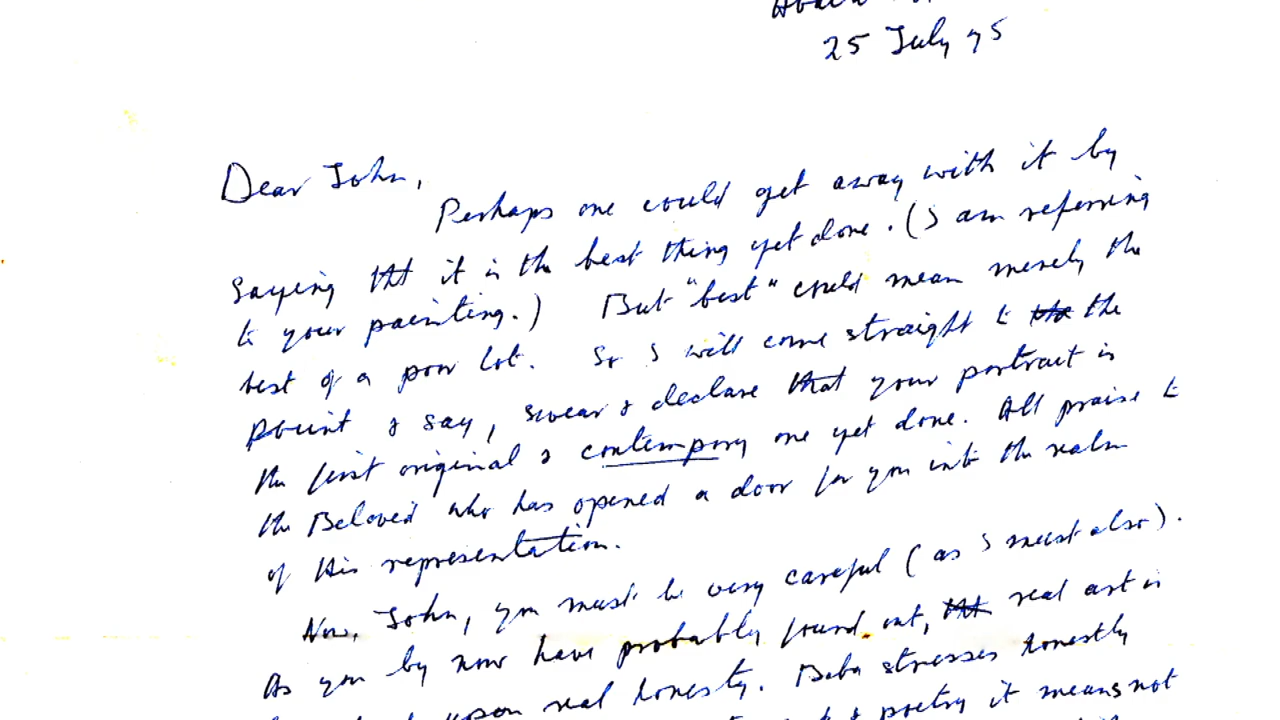 25 July 75
Dear John,
Perhaps one could get away with it by
saying tht it is the best thing yet done. (I am referring
to your painting.) But "best" could mean merely the
best of a poor lot. So I will come straight to the
point & say, swear & declare that your portrait is
the first original & contempory one yet done. All praise to
the Beloved who has opened a door for you into the realm
of His representation.
Now, John, you must be very careful (as I must also).
As you by now have probably found out, real art is
upon real honesty. Baba stresses honesty
& poetry it means not